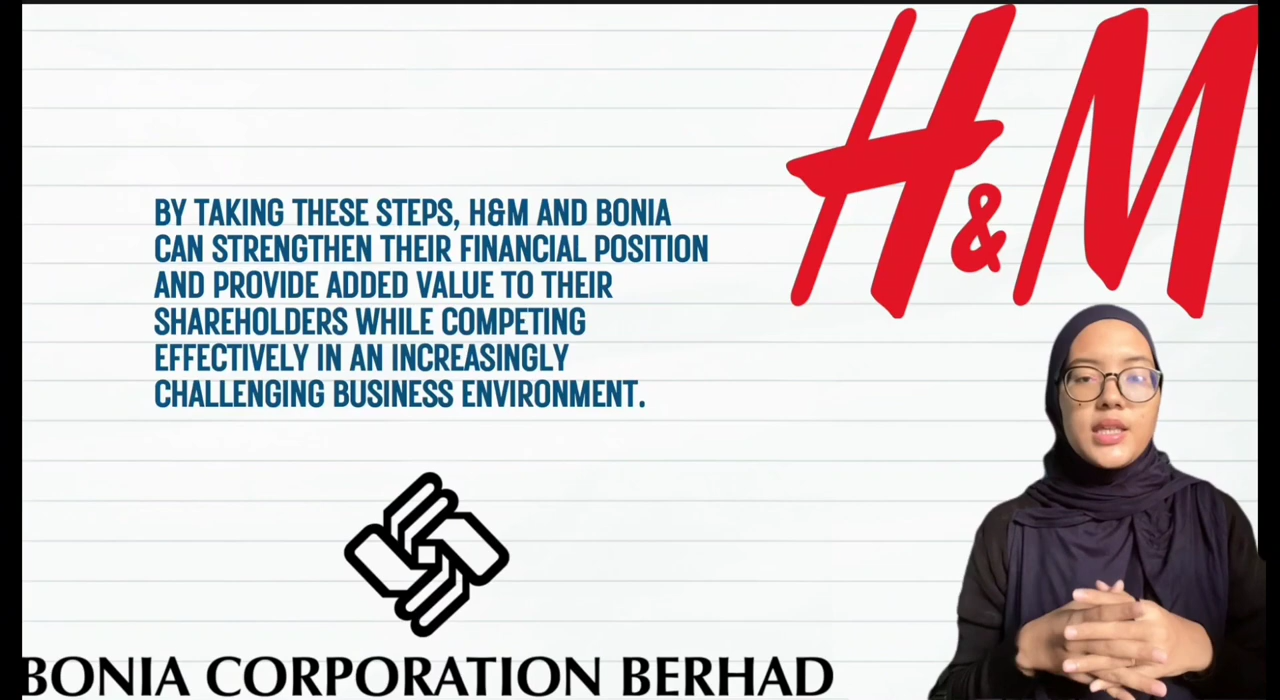 H&M
BY TAKING THESE STEPS, H&M AND BONIA
CAN STRENGTHEN THEIR FINANCIAL POSITION
AND PROVIDE ADDED VALUE TO THEIR
SHAREHOLDERS WHILE COMPETING
EFFECTIVELY IN AN INCREASINGLY
CHALLENGING BUSINESS ENVIRONMENT.
BONIA CORPORATION BERHAD